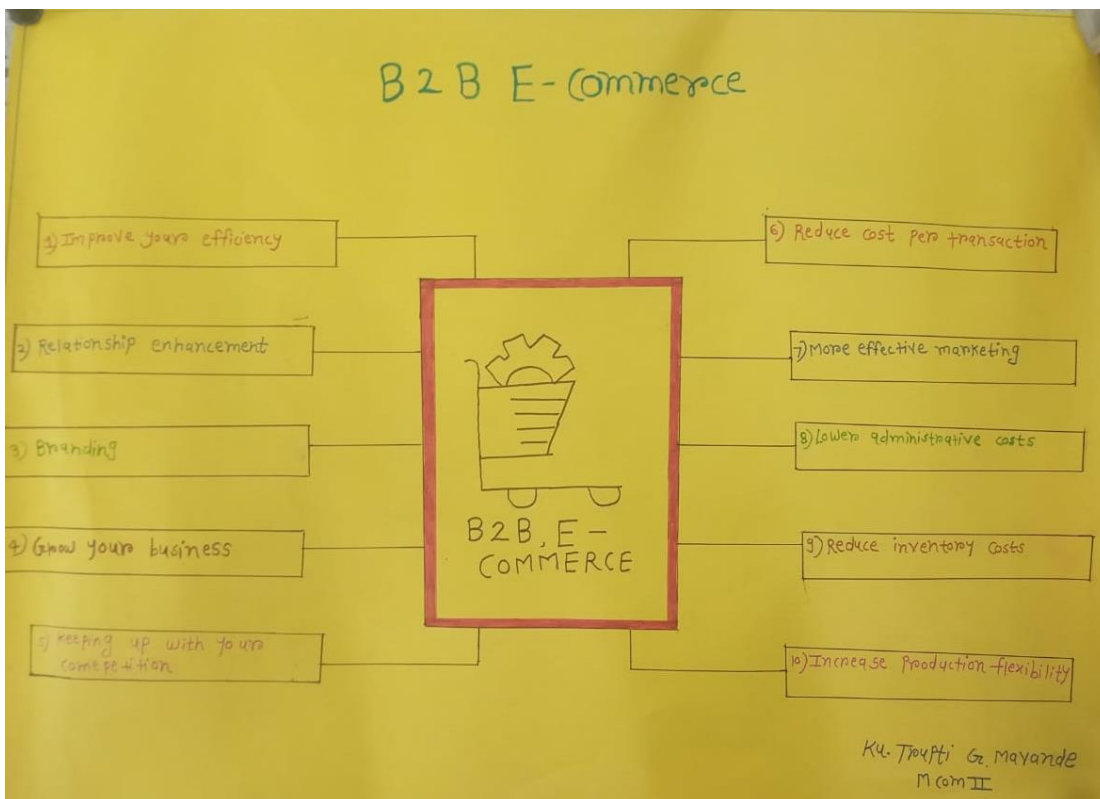 B2B E-Commerce
1) Improve your efficiency
2) Relationship enhancement
3) Branding
4) Grow your business
5) Keeping up with your
comepetition
B2B, E-
COMMERCE
6) Reduce cost per transaction
7) More effective marketing
8) Lower administrative costs
9) Reduce inventory costs
10) Increase Production flexibility
Ku. Trupti G. Mavande
M com II